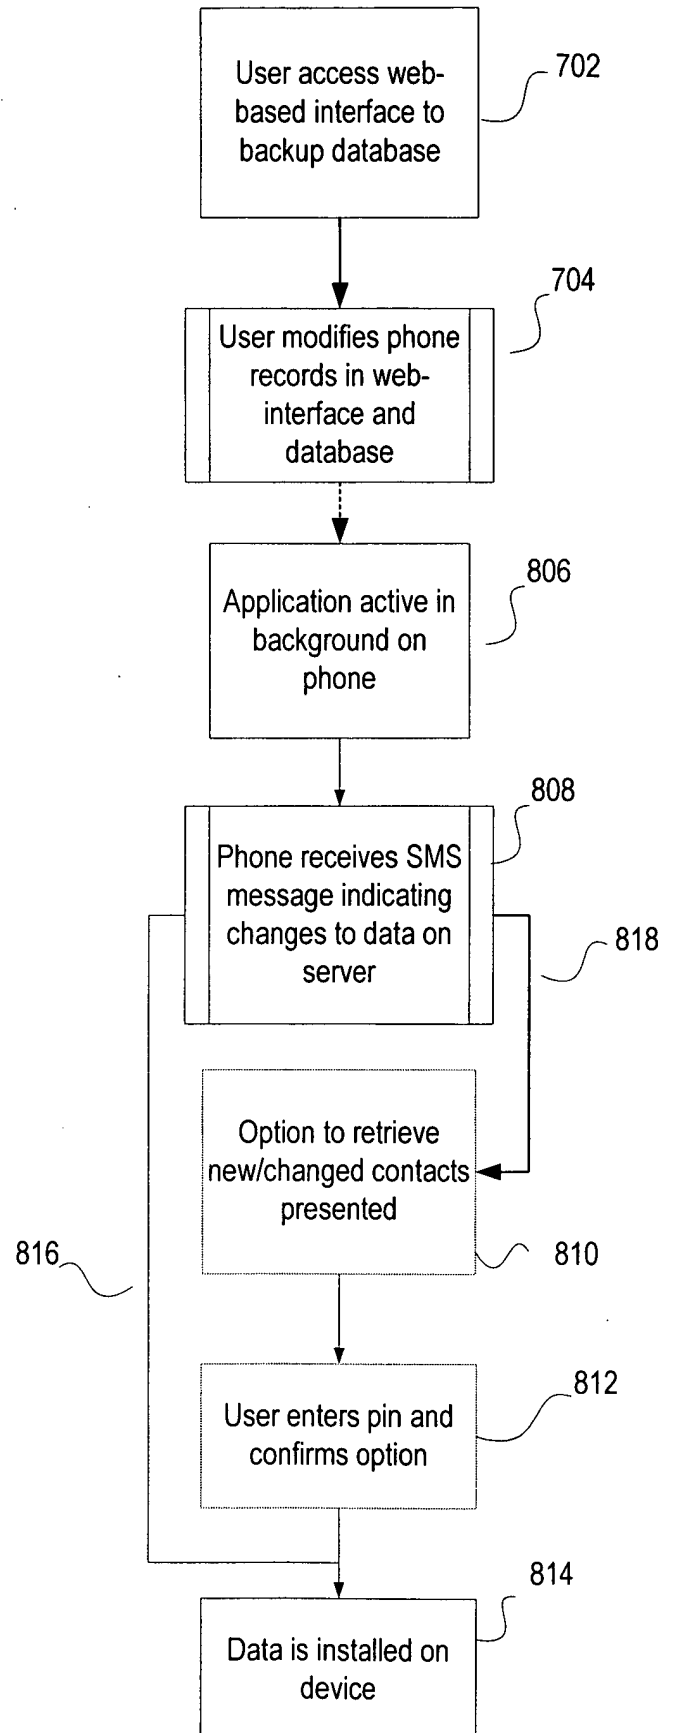 User access web-
based interface to
backup database
702
704
User modifies phone
records in web-
interface and
database
806
Application active in
background on
phone
808
Phone receives SMS
message indicating
changes to data on
server
818
Option to retrieve
new/changed contacts
presented
816
810
812
User enters pin and
confirms option
814
Data is installed on
device